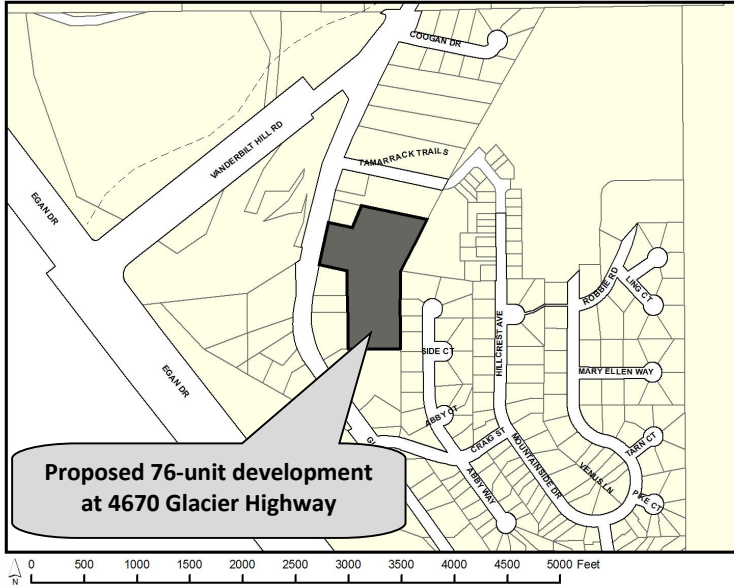 COOGAN DR
VANDERBILT HILL RD
TAMARRACK TRAILS
EGAN DR
ROBBIE RD
LING CT
HILLCREST AVE
SIDE CT
MARY ELLEN WAY
EGAN DR
ABBY CT
CRAIG ST
MOUNTAINSIDE DR
TARN CT
VENUS LN
ABBY WAY
PIKE CT
Proposed 76-unit development
at 4670 Glacier Highway
N
0 500 1000 1500 2000 2500 3000 3500 4000 4500 5000 Feet